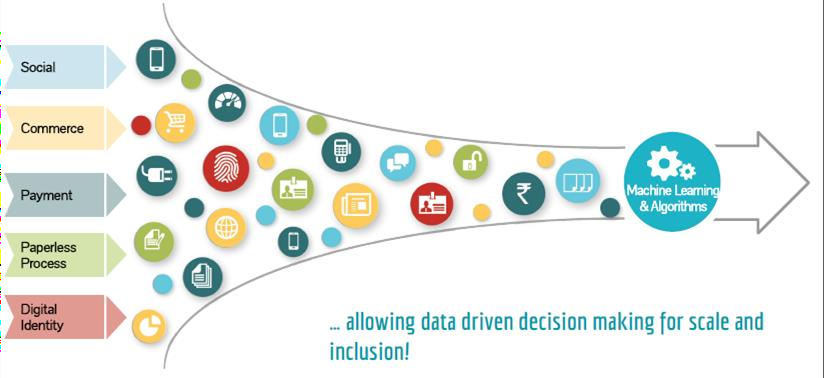 Social
Commerce
Payment
Paperless
Process
Digital
Identity
₹
Machine Learning
& Algorithms
... allowing data driven decision making for scale and
inclusion!